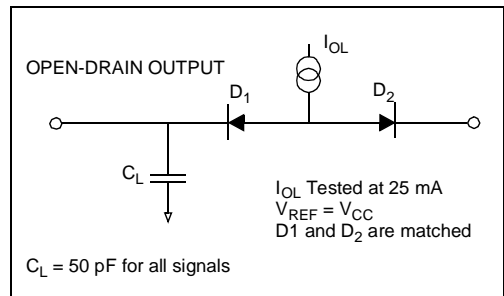 I_OL
OPEN-DRAIN OUTPUT
D_1
D_2
C_L
I_OL Tested at 25 mA
V_REF = V_CC
D1 and D_2 are matched
C_L = 50 pF for all signals